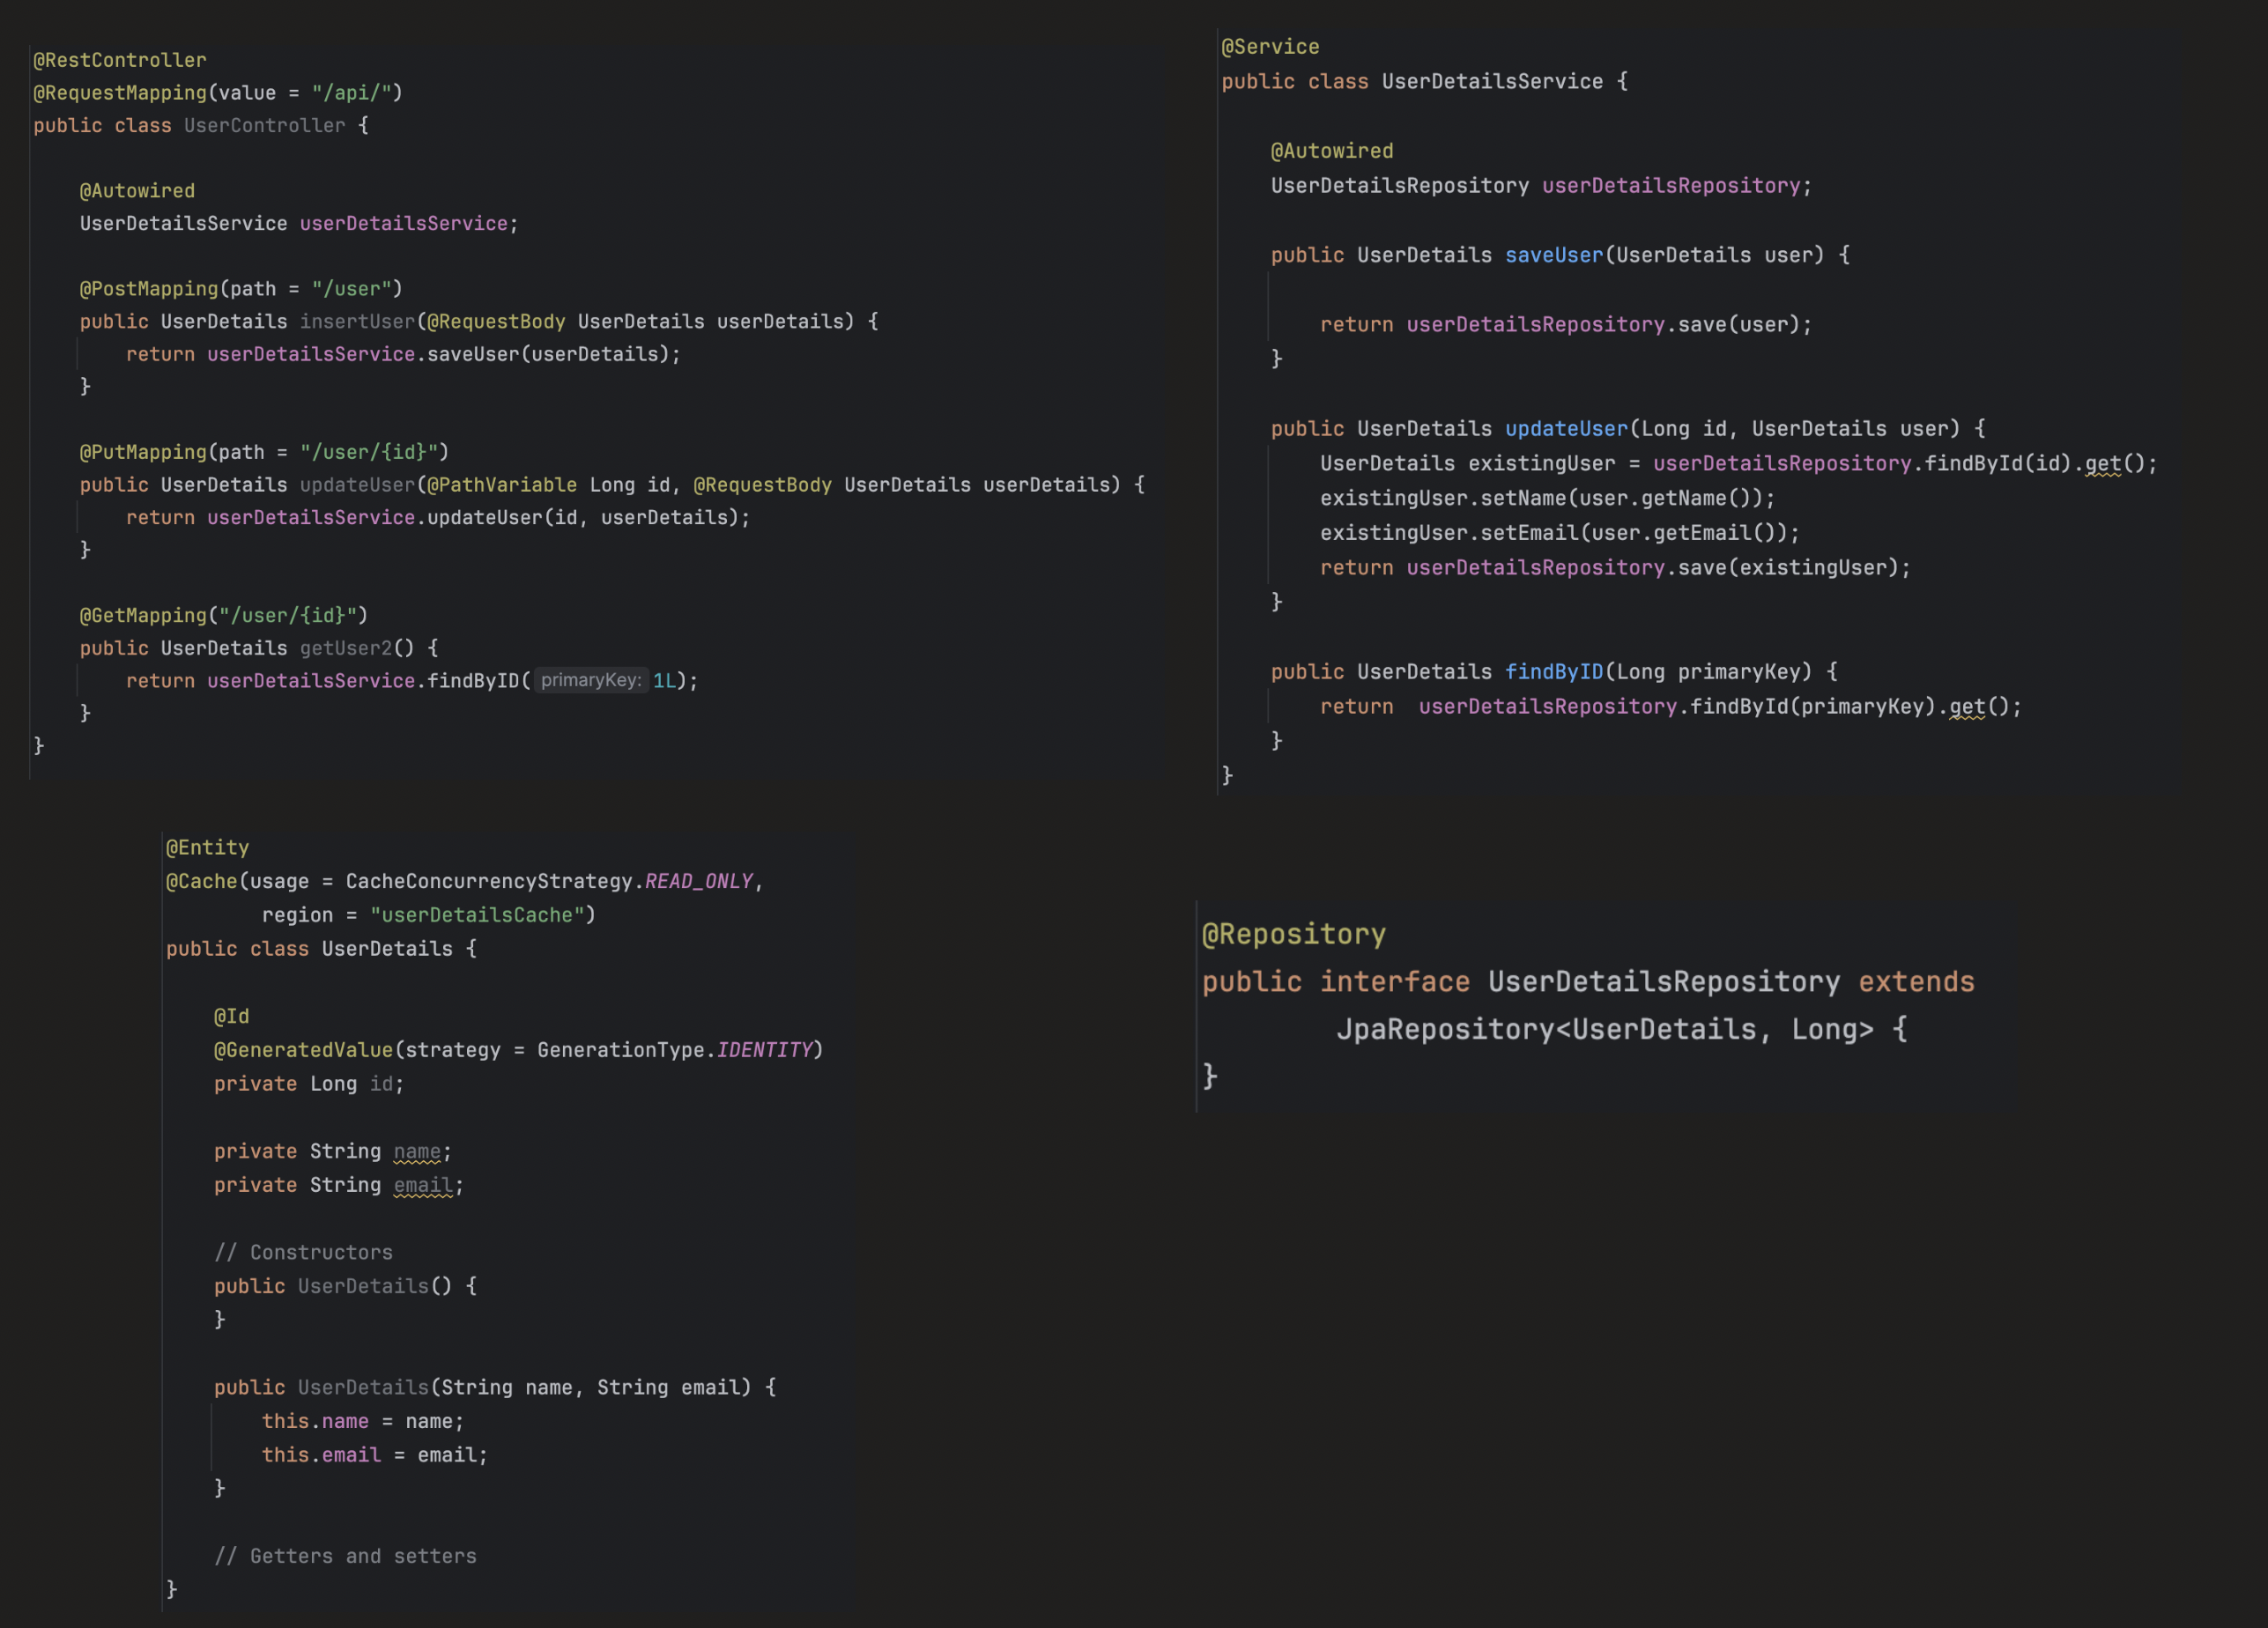 @RestController
@RequestMapping(value = "/api/")
public class UserController {
@Autowired
UserDetailsService userDetailsService;
@PostMapping(path = "/user")
public UserDetails insertUser(@RequestBody UserDetails userDetails) {
return userDetailsService.saveUser(userDetails);
}
@PutMapping(path = "/user/{id}")
public UserDetails updateUser(@PathVariable Long id, @RequestBody UserDetails userDetails) {
return userDetailsService.updateUser(id, userDetails);
}
@GetMapping("/user/{id}")
public UserDetails getUser2() {
return userDetailsService.findByID( primaryKey: 1L);
}
}
@Service
public class UserDetailsService {
@Autowired
UserDetailsRepository userDetailsRepository;
public UserDetails saveUser(UserDetails user) {
return userDetailsRepository.save(user);
}
public UserDetails updateUser(Long id, UserDetails user) {
UserDetails existingUser = userDetailsRepository.findById(id).get();
existingUser.setName(user.getName());
existingUser.setEmail(user.getEmail());
return userDetailsRepository.save(existingUser);
}
public UserDetails findByID(Long primaryKey) {
return  userDetailsRepository.findById(primaryKey).get();
}
}
@Entity
@Cache(usage = CacheConcurrencyStrategy.READ_ONLY,
region = "userDetailsCache")
public class UserDetails {
@Id
@GeneratedValue(strategy = GenerationType.IDENTITY)
private Long id;
private String name;
private String email;
// Constructors
public UserDetails() {
}
public UserDetails(String name, String email) {
this.name = name;
this.email = email;
}
// Getters and setters
}
@Repository
public interface UserDetailsRepository extends
JpaRepository<UserDetails, Long> {
}